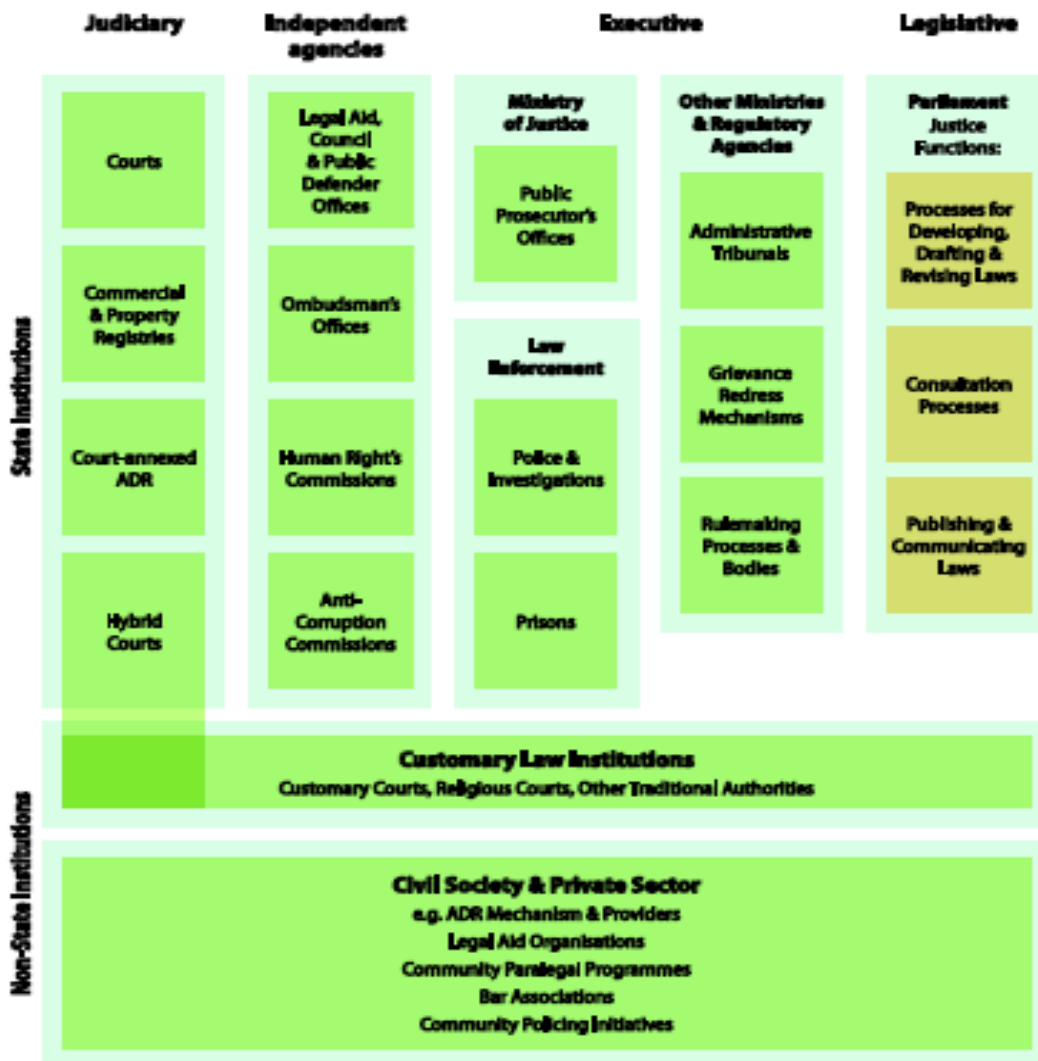 Judiciary
Independent
agencies
Executive
Legislative
State Institutions
Courts
Commercial
& Property
Registries
Court-annexed
ADR
Hybrid
Courts
Legal Aid,
Council
& Public
Defender
Offices
Ombudsman's
Offices
Human Right's
Commissions
Anti-
Corruption
Commissions
Ministry
of Justice
Public
Prosecutor's
Offices
Law
Enforcement
Police &
Investigations
Prisons
Other Ministries
& Regulatory
Agencies
Administrative
Tribunals
Grievance
Redress
Mechanisms
Rulemaking
Processes &
Bodies
Parliament
Justice
Functions:
Processes for
Developing,
Drafting &
Revising Laws
Consultation
Processes
Publishing &
Communicating
Laws
Non-State Institutions
Customary Law Institutions
Customary Courts, Religious Courts, Other Traditional Authorities
Civil Society & Private Sector
e.g. ADR Mechanism & Providers
Legal Aid Organisations
Community Paralegal Programmes
Bar Associations
Community Policing Initiatives